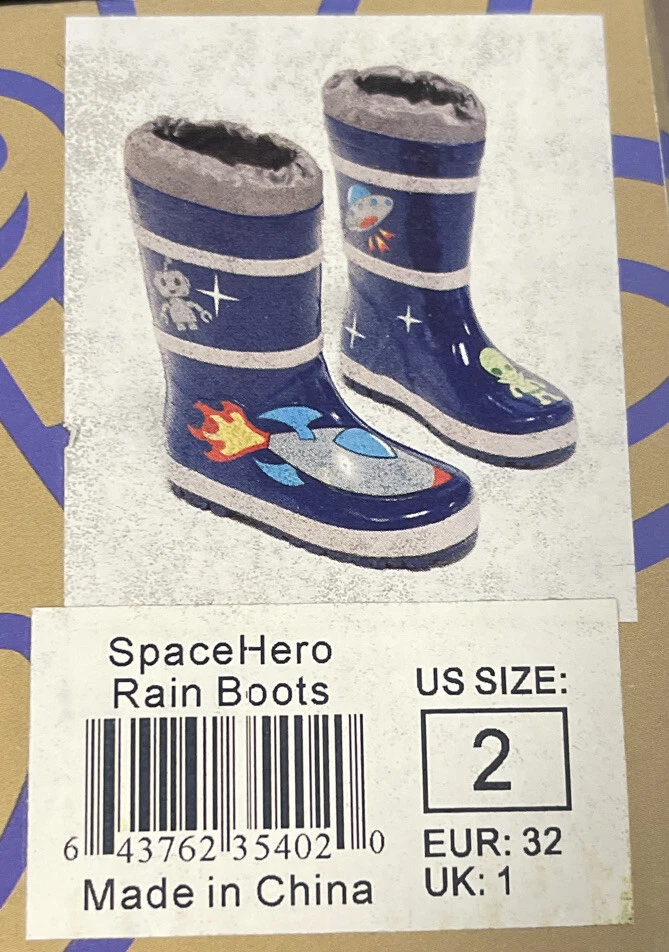 SpaceHero
Rain Boots
6 43762 35402 0
Made in China
US SIZE:
2
EUR: 32
UK: 1